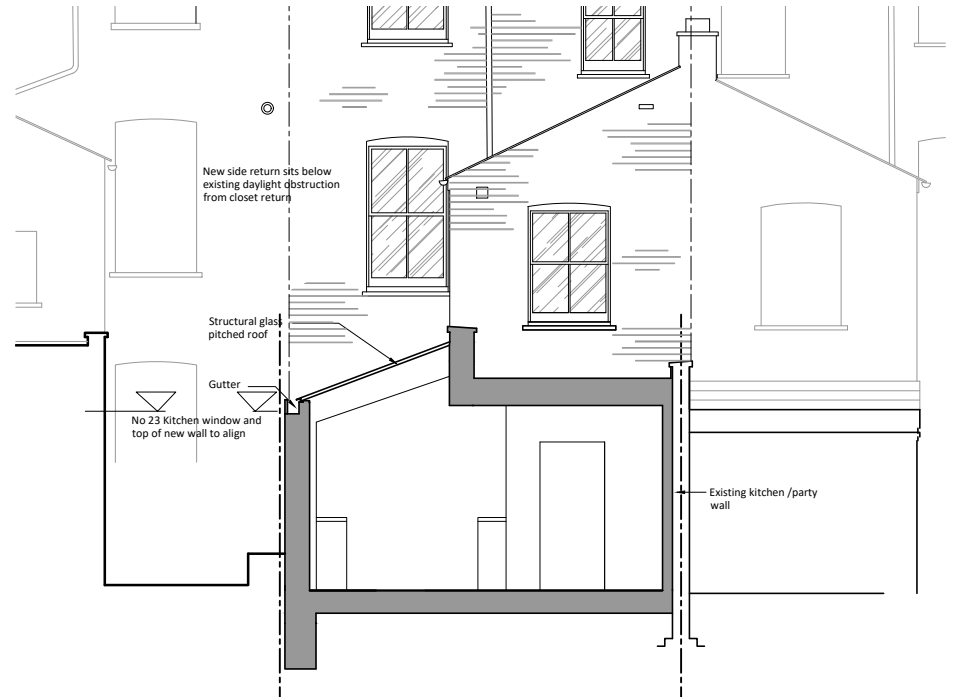 New side return sits below
existing daylight obstruction
from closet return
Structural glass
pitched roof
Gutter
No 23 Kitchen window and
top of new wall to align
Existing kitchen /party
wall